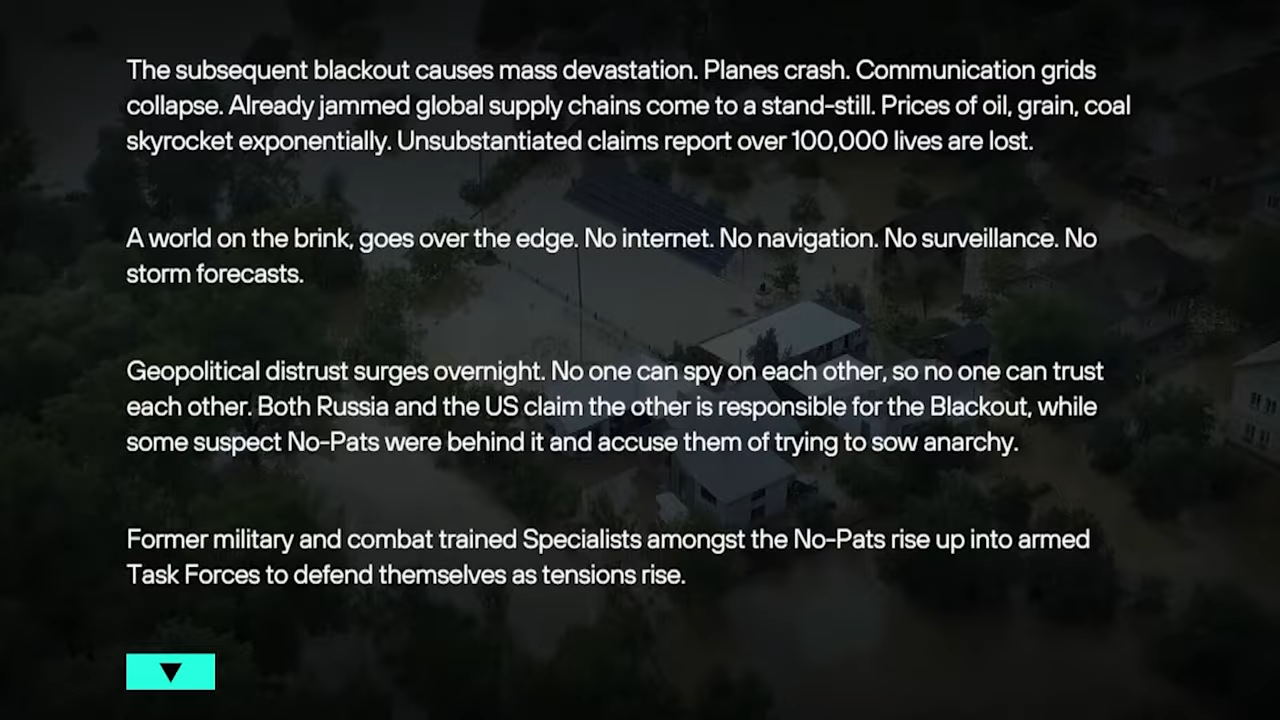 The subsequent blackout causes mass devastation. Planes crash. Communication grids
collapse. Already jammed global supply chains come to a stand-still. Prices of oil, grain, coal
skyrocket exponentially. Unsubstantiated claims report over 100,000 lives are lost.
A world on the brink, goes over the edge. No internet. No navigation. No surveillance. No
storm forecasts.
Geopolitical distrust surges overnight. No one can spy on each other, so no one can trust
each other. Both Russia and the US claim the other is responsible for the Blackout, while
some suspect No-Pats were behind it and accuse them of trying to sow anarchy.
Former military and combat trained Specialists amongst the No-Pats rise up into armed
Task Forces to defend themselves as tensions rise.